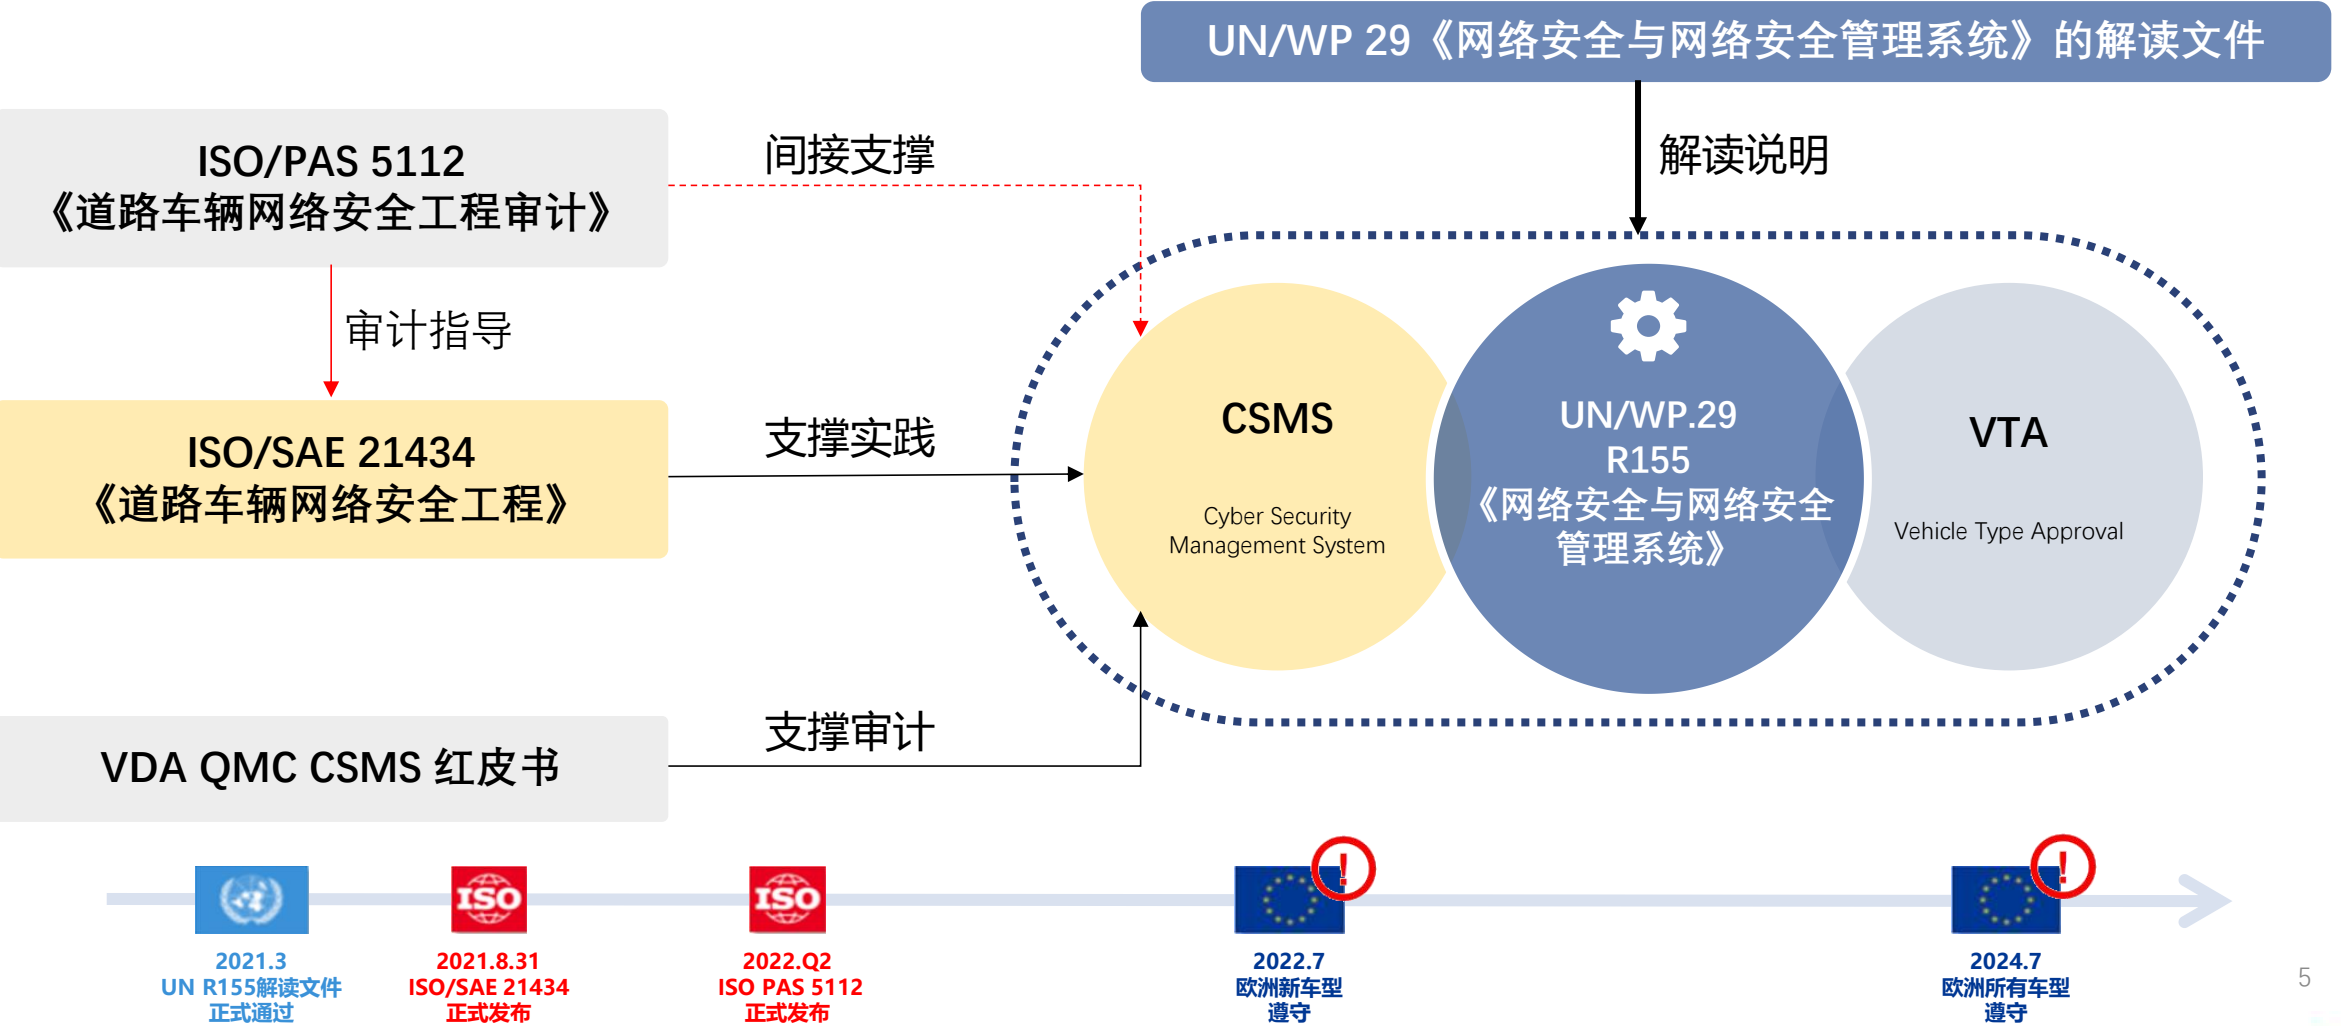 UN/WP 29《网络安全与网络安全管理系统》的解读文件
ISO/PAS 5112
《道路车辆网络安全工程审计》
间接支撑
解读说明
审计指导
ISO/SAE 21434
《道路车辆网络安全工程》
支撑实践
CSMS
Cyber Security
Management System
UN/WP.29
R155
《网络安全与网络安全
管理系统》
VTA
Vehicle Type Approval
VDA QMC CSMS 红皮书
支撑审计
ISO
ISO
!
!
2021.3
UN R155解读文件
正式通过
2021.8.31
ISO/SAE 21434
正式发布
2022.Q2
ISO PAS 5112
正式发布
2022.7
欧洲新车型
遵守
2024.7
欧洲所有车型
遵守
5